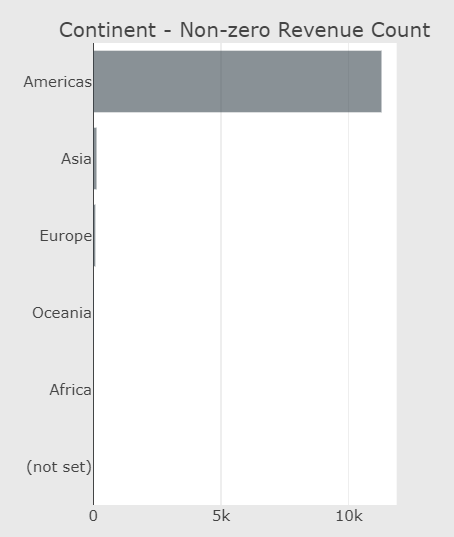 Continent - Non-zero Revenue Count
Americas
Asia
Europe
Oceania
Africa
(not set)
0 5k 10k